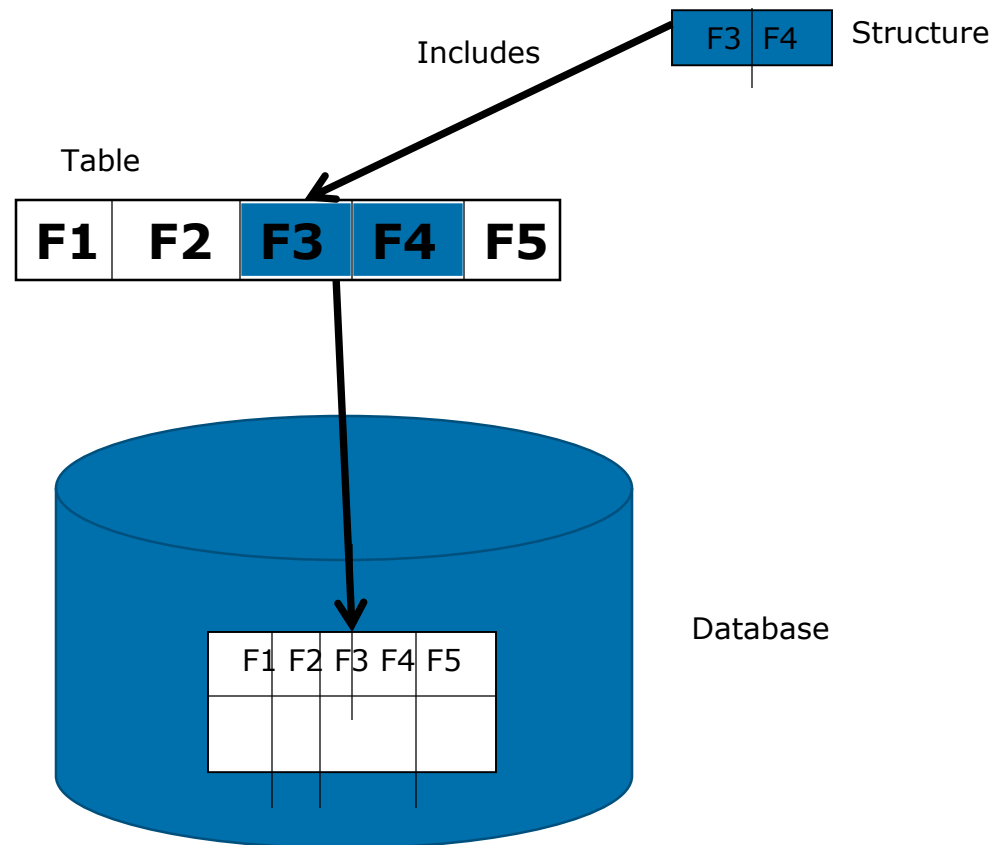 F3 F4
Structure
Includes
Table
F1 F2 F3 F4 F5
Database
F1 F2 F3 F4 F5